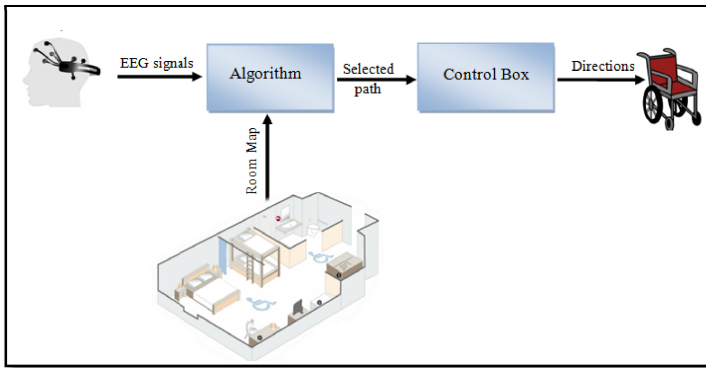 EEG signals
Algorithm
Selected
path
Control Box
Directions
Room Map